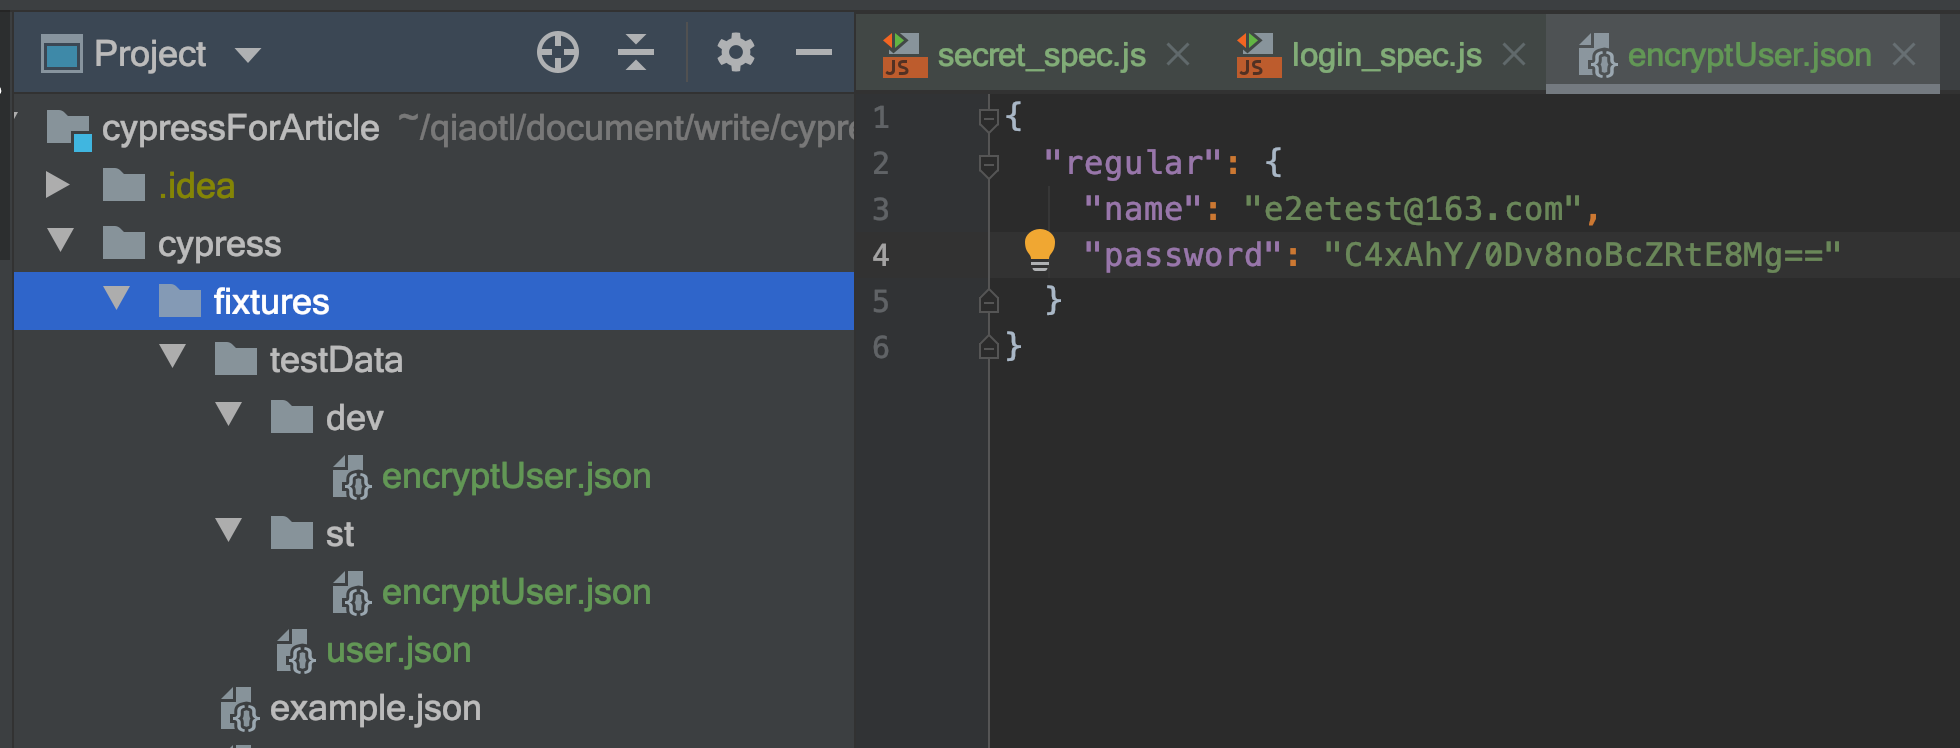 Project
cypressForArticle ~/qiaotl/document/write/cypr
.idea
cypress
fixtures
testData
dev
encryptUser.json
st
encryptUser.json
user.json
example.json
JS secret_spec.js
JS login_spec.js
encryptUser.json
1 {
2 "regular": {
3 "name": "e2etest@163.com",
4 "password": "C4xAhY/0Dv8noBcZRtE8Mg=="
5 }
6 }